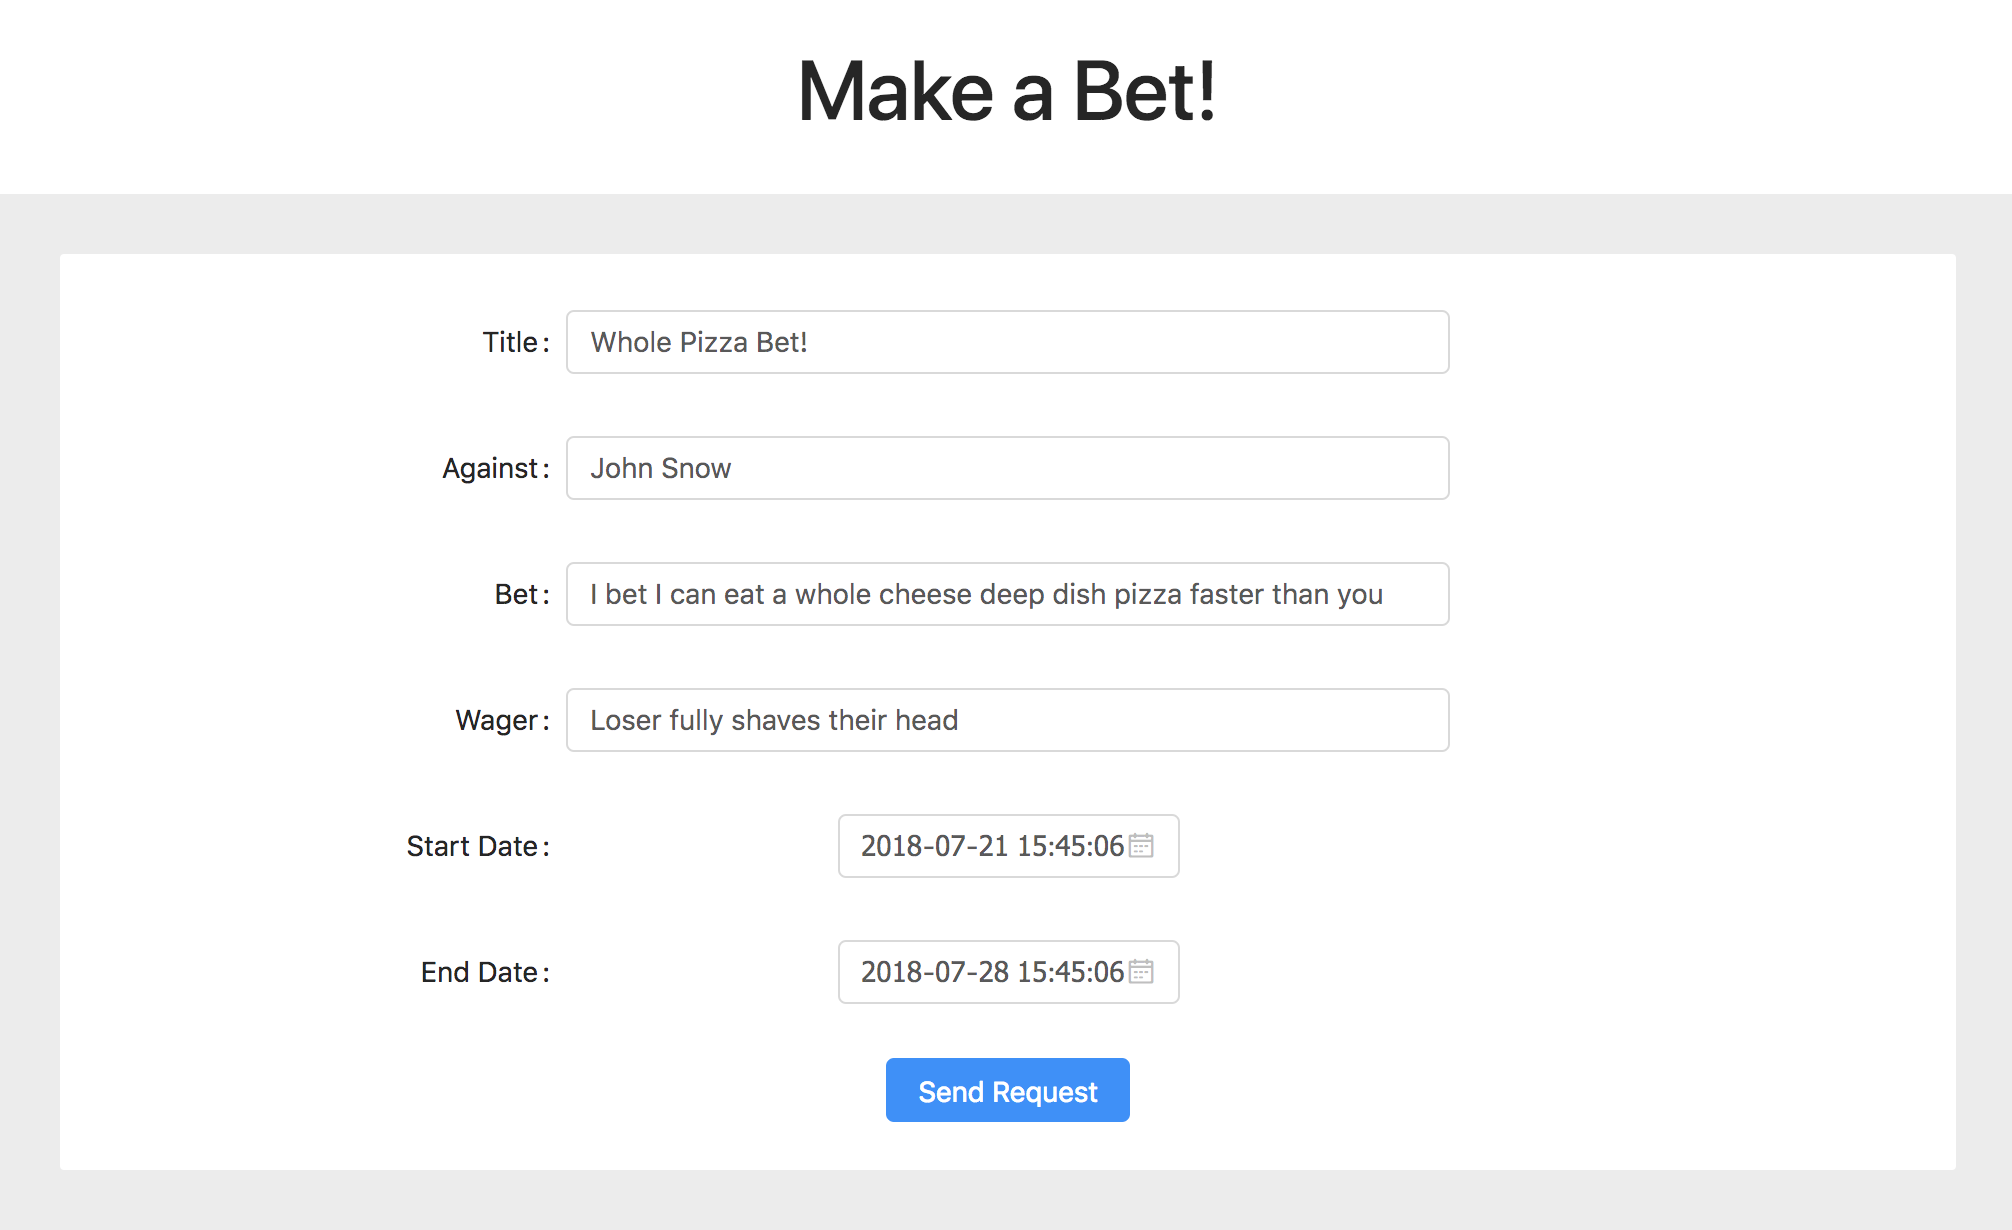 Make a Bet!
Title: Whole Pizza Bet!
Against: John Snow
Bet: I bet I can eat a whole cheese deep dish pizza faster than you
Wager: Loser fully shaves their head
Start Date: 2018-07-21 15:45:06
End Date: 2018-07-28 15:45:06
Send Request